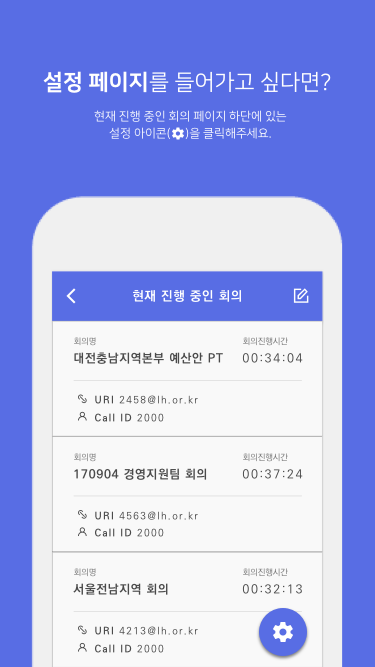 설정 페이지를 들어가고 싶다면?
현재 진행 중인 회의 페이지 하단에 있는
설정 아이콘( )을 클릭해주세요.
현재 진행 중인 회의
회의명 회의진행시간
대전충남지역본부 예산안 PT 00:34:04
URI 2458@lh.or.kr
Call ID 2000
회의명 회의진행시간
170904 경영지원팀 회의 00:37:24
URI 4563@lh.or.kr
Call ID 2000
회의명 회의진행시간
서울전남지역 회의 00:32:13
URI 4213@lh.or.kr
Call ID 2000